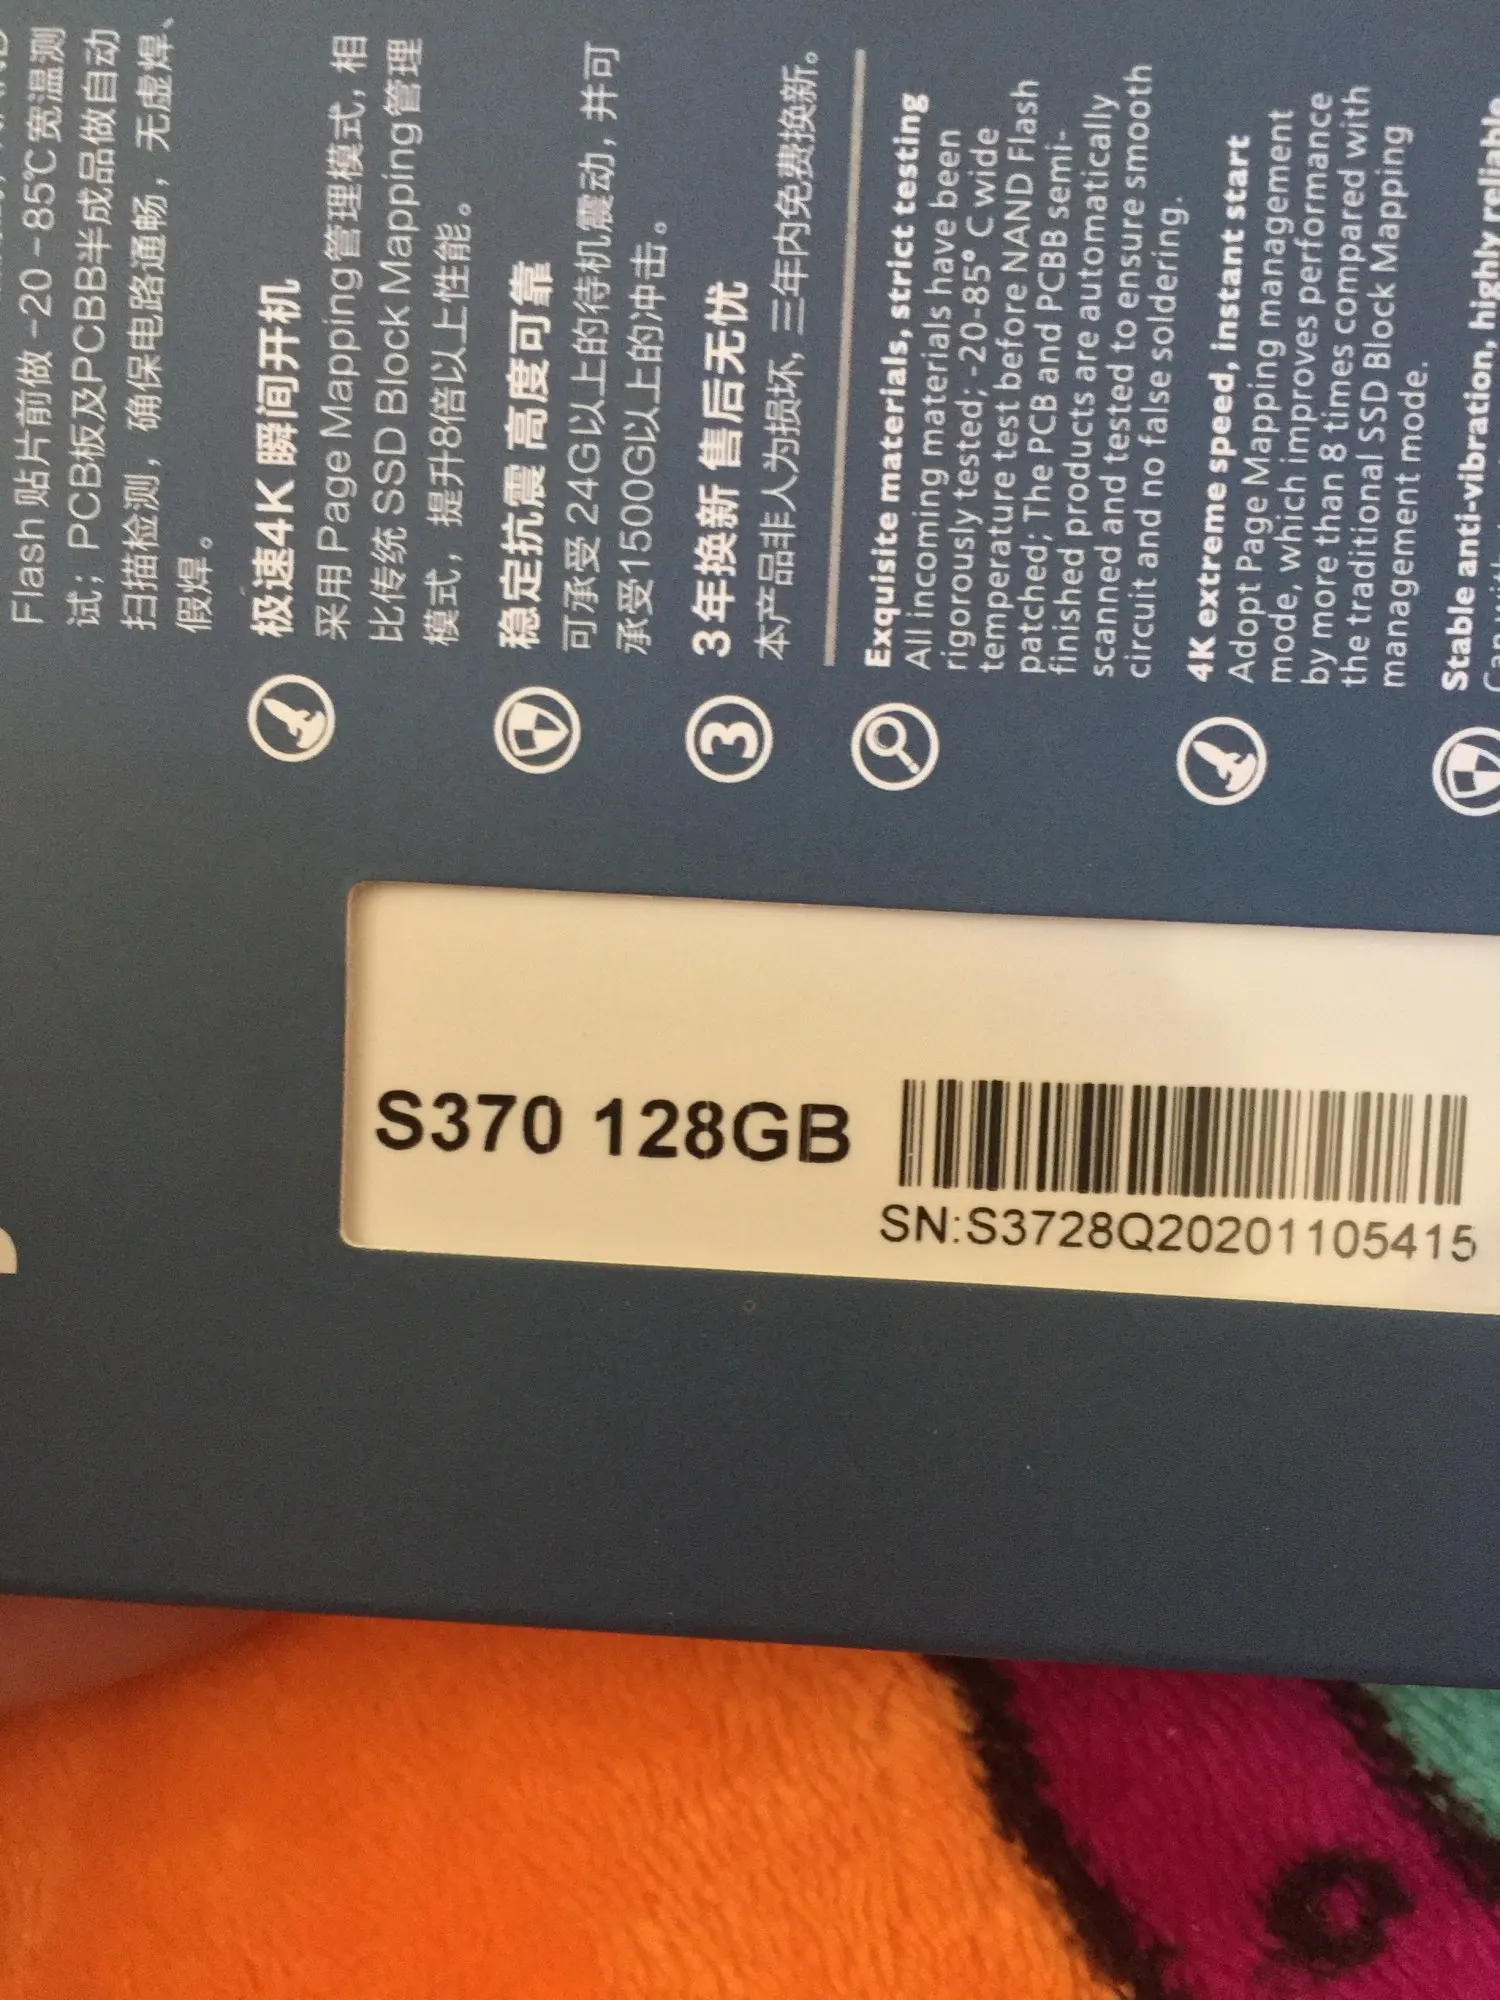 Flash 贴片前做 -20 -85℃宽温测
试；PCB板及PCBB半成品做自动
扫描检测，确保电路通畅，无虚焊、
假焊。
极速4K 瞬间开机
采用 Page Mapping管理模式，相
比传统 SSD Block Mapping管理
模式，提升8倍以上性能。
稳定抗震 高度可靠
可承受 24G以上的待机震动，并可
承受1500G以上的冲击。
3
3 年换新 售后无忧
本产品非人为损坏，三年内免费换新。
Exquisite materials, strict testing
All incoming materials have been
rigorously tested; -20-85° C wide
temperature test before NAND Flash
patched; The PCB and PCBB semi-
finished products are automatically
scanned and tested to ensure smooth
circuit and no false soldering.
4K extreme speed, instant start
Adopt Page Mapping management
mode, which improves performance
by more than 8 times compared with
the traditional SSD Block Mapping
management mode.
Stable anti-vibration, highly reliable
S370 128GB
SN:S3728Q20201105415